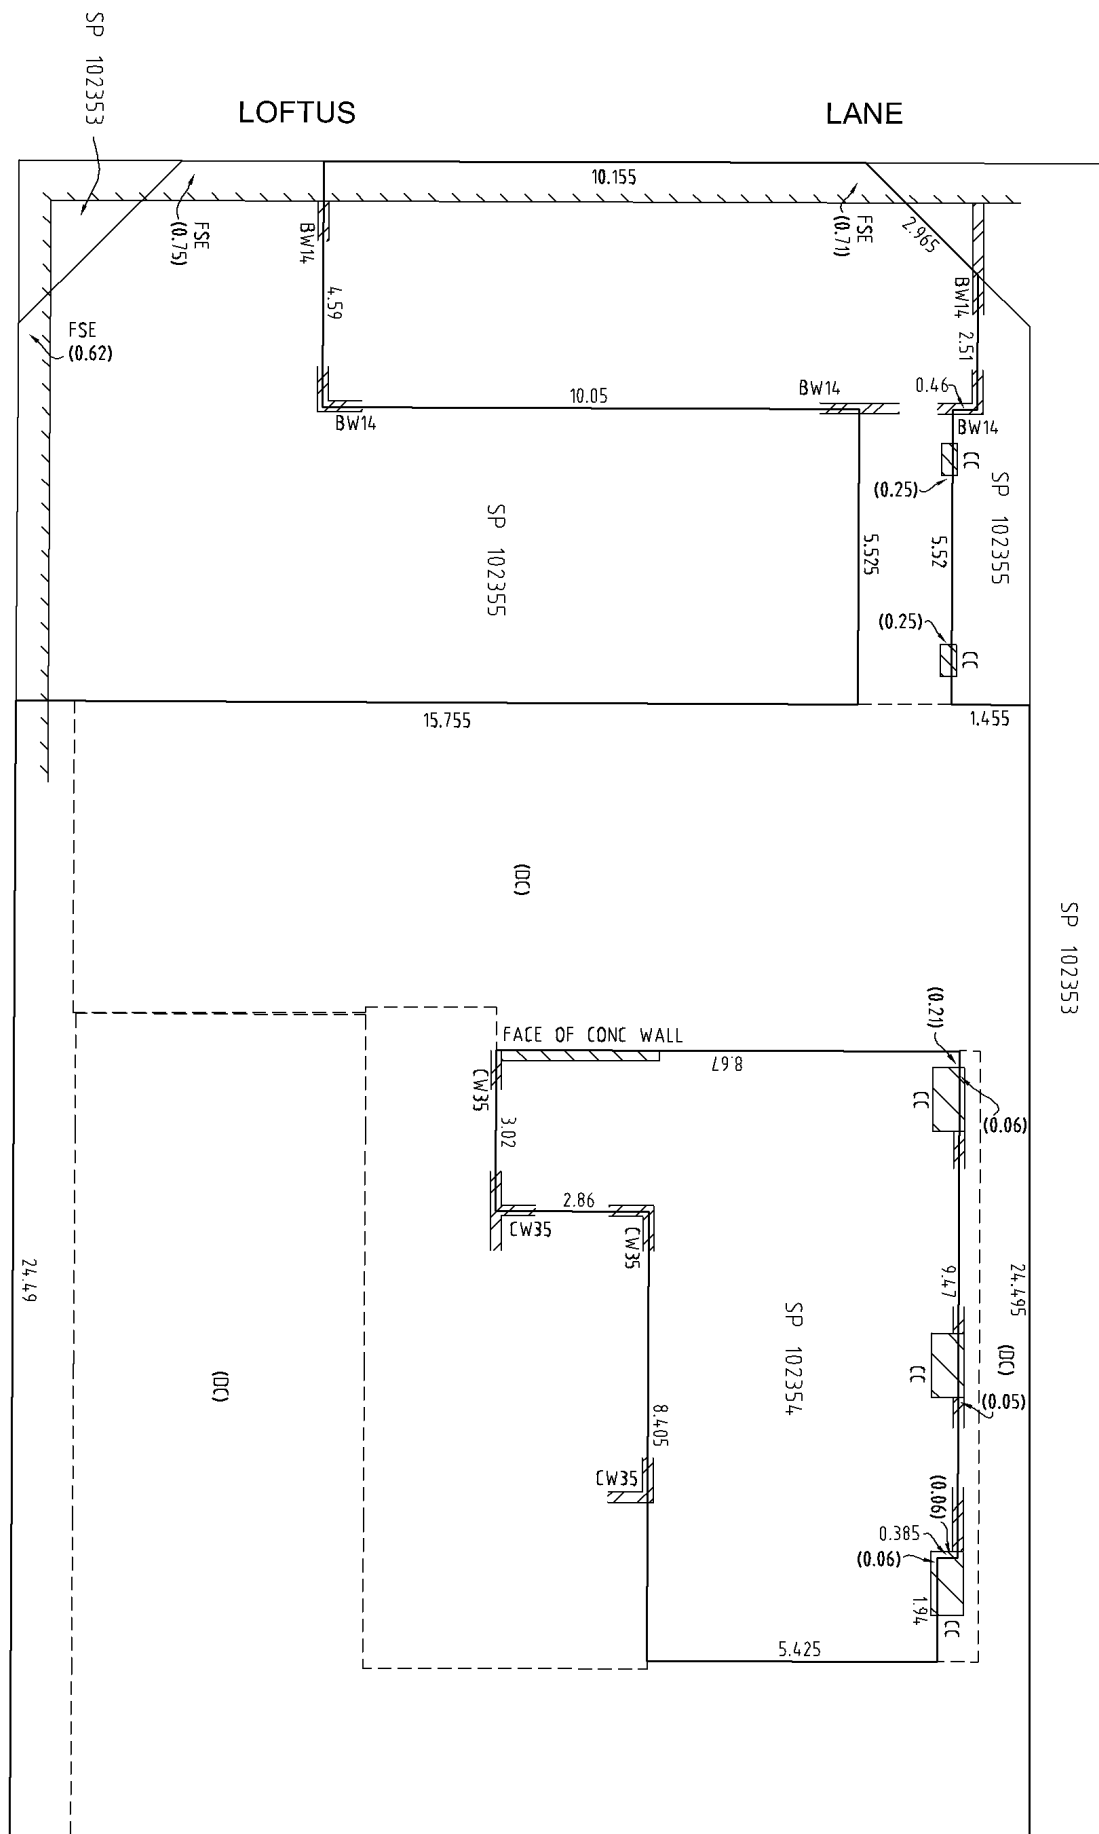 SP 102353
LOFTUS
LANE
10.155
FSE
(0.75)
FSE
(0.71)
2.965
BW14
BW14
4.59
2.51
FSE
(0.62)
BW14
0.46
10.05
BW14
BW14
CC
(0.25)
SP 102355
SP 102355
5.525
5.52
(0.25)
CC
15.755
1.455
(DC)
SP 102353
(0.21)
FACE OF CONC WALL
8.67
CW35
CC
(0.06)
3.02
2.86
CW35
CW35
24.49
9.47
24.495
SP 102354
(DC)
CC
(DC)
(0.05)
8.405
CW35
(0.06)
0.385
(0.06)
1.94
CC
5.425